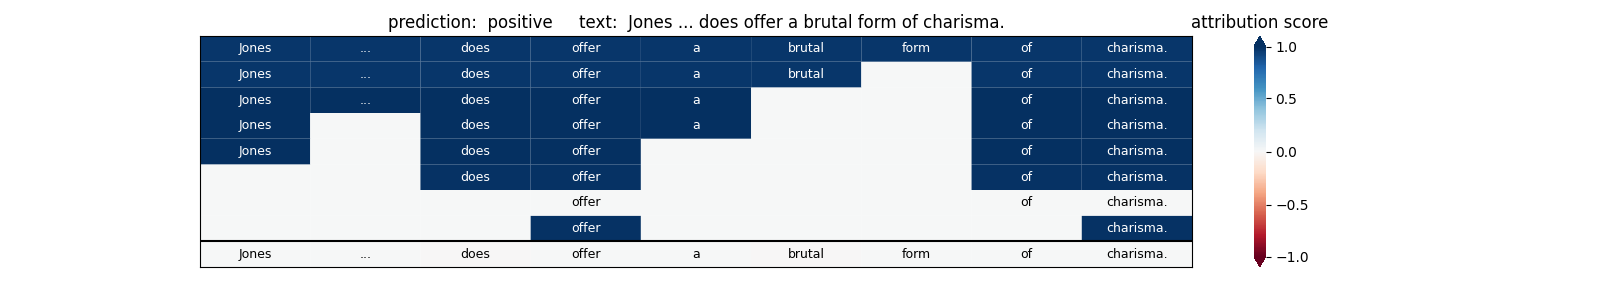 prediction:  positive     text:  Jones ... does offer a brutal form of charisma.
attribution score
Jones ... does offer a brutal form of charisma.
Jones ... does offer a brutal of charisma.
Jones ... does offer a of charisma.
Jones does offer a of charisma.
Jones does offer of charisma.
does offer of charisma.
offer of charisma.
offer charisma.
Jones ... does offer a brutal form of charisma.
1.0
0.5
0.0
−0.5
−1.0